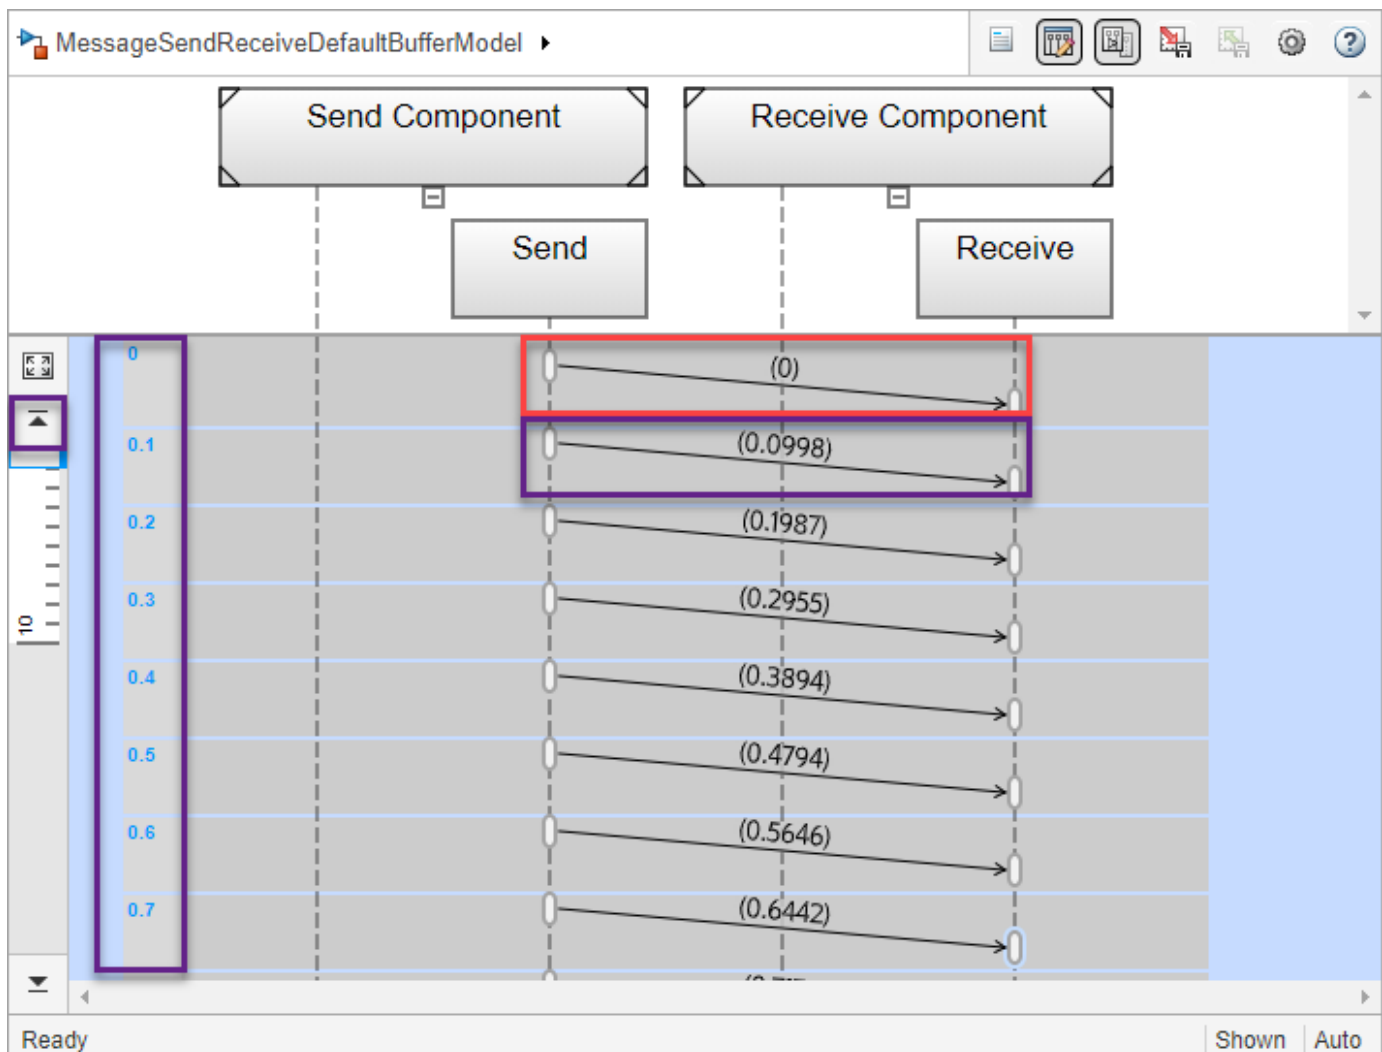 MessageSendReceiveDefaultBufferModel
Send Component
Receive Component
Send
Receive
0
(0)
0.1
(0.0998)
0.2
(0.1987)
0.3
(0.2955)
10
0.4
(0.3894)
0.5
(0.4794)
0.6
(0.5646)
0.7
(0.6442)
Ready
Shown
Auto